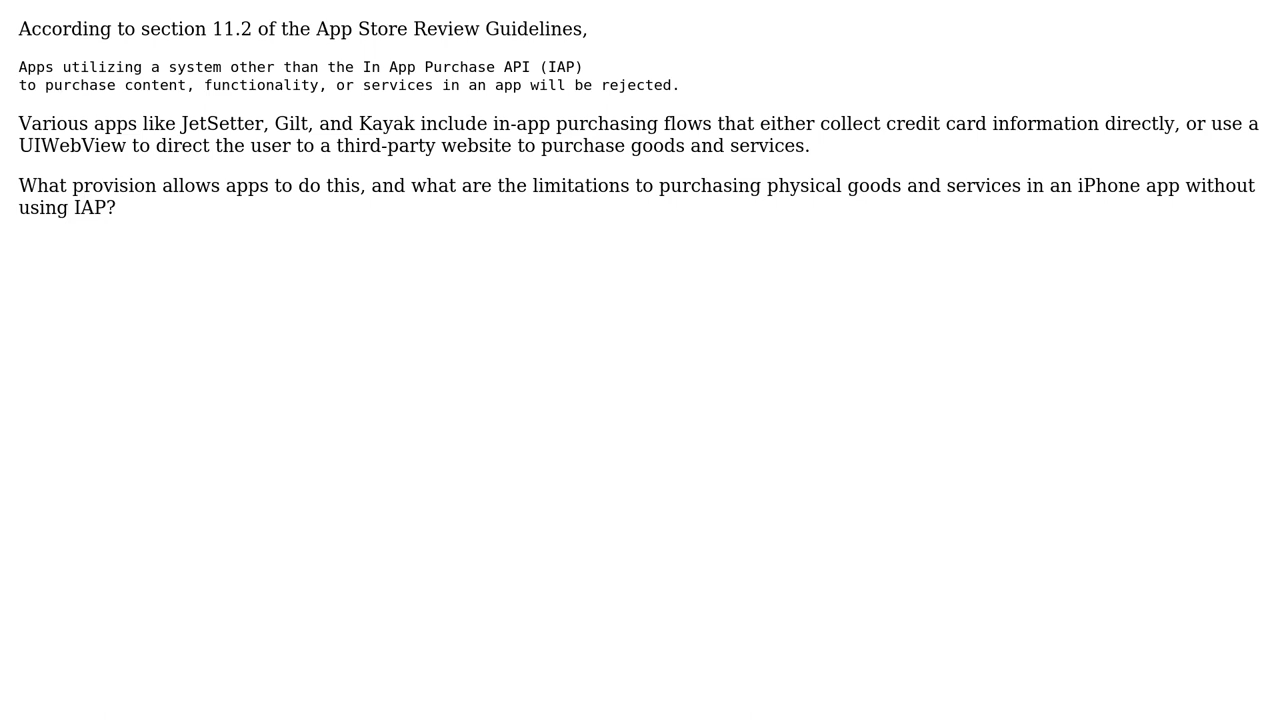 According to section 11.2 of the App Store Review Guidelines,
Apps utilizing a system other than the In App Purchase API (IAP)
to purchase content, functionality, or services in an app will be rejected.
Various apps like JetSetter, Gilt, and Kayak include in-app purchasing flows that either collect credit card information directly, or use a
UIWebView to direct the user to a third-party website to purchase goods and services.
What provision allows apps to do this, and what are the limitations to purchasing physical goods and services in an iPhone app without
using IAP?